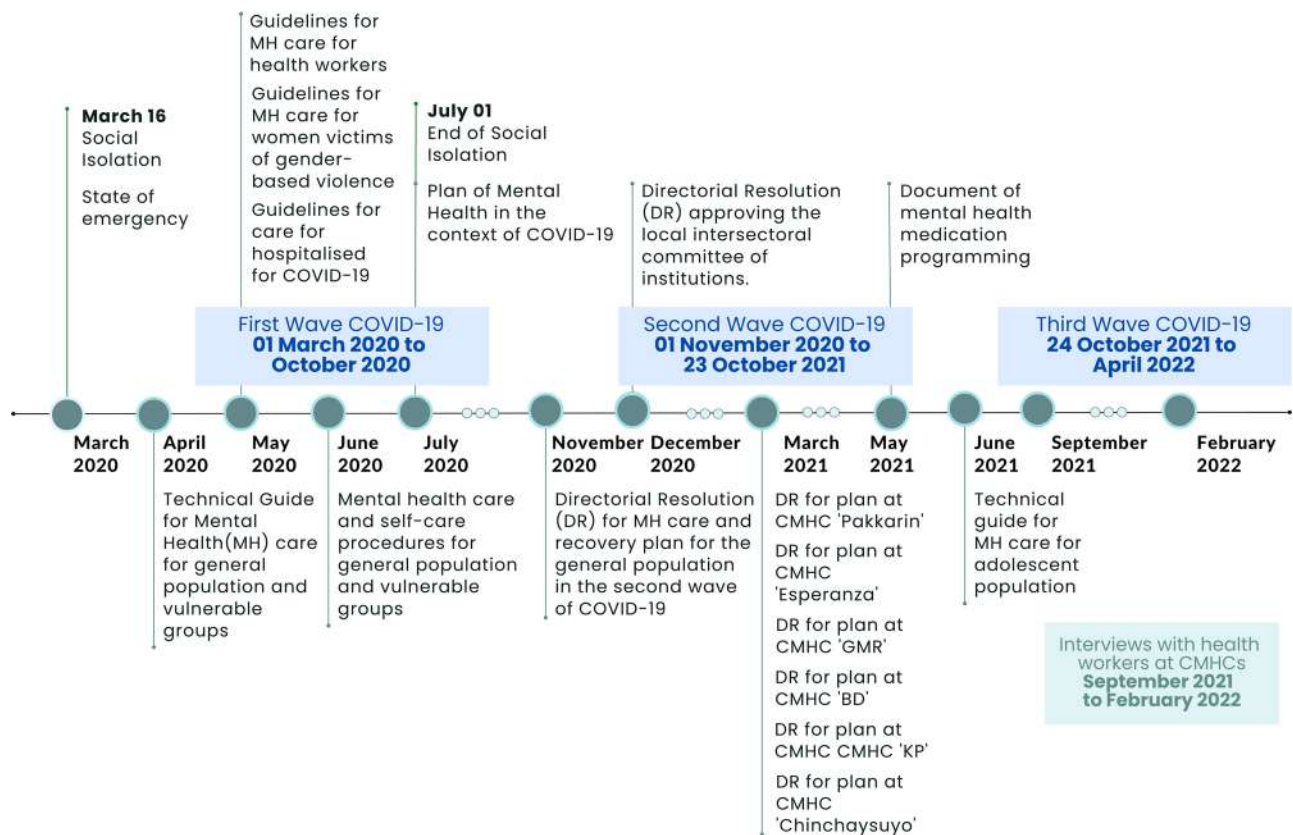 Guidelines for
MH care for
health workers
Guidelines for
MH care for
women victims
of gender-
based violence
Guidelines for
care for
hospitalised
for COVID-19
March 16
Social
Isolation
State of
emergency
July 01
End of Social
Isolation
Plan of Mental
Health in the
context of COVID-19
Directorial Resolution
(DR) approving the
local intersectoral
committee of
institutions.
Document of
mental health
medication
programming
First Wave COVID-19
01 March 2020 to
October 2020
Second Wave COVID-19
01 November 2020 to
23 October 2021
Third Wave COVID-19
24 October 2021 to
April 2022
March
2020
April
2020
May
2020
June
2020
July
2020
November
2020
December
2020
March
2021
May
2021
June
2021
September
2021
February
2022
Technical Guide
for Mental
Health(MH) care
for general
population and
vulnerable
groups
Mental health care
and self-care
procedures for
general population
and vulnerable
groups
Directorial Resolution
(DR) for MH care and
recovery plan for the
general population
in the second wave
of COVID-19
DR for plan at
CMHC 'Pakkarin'
DR for plan at
CMHC
'Esperanza'
DR for plan at
CMHC 'GMR'
DR for plan at
CMHC 'BD'
DR for plan at
CMHC CMHC 'KP'
DR for plan at
CMHC
'Chinchaysuyo'
Technical
guide for
MH care for
adolescent
population
Interviews with health
workers at CMHCs
September 2021
to February 2022